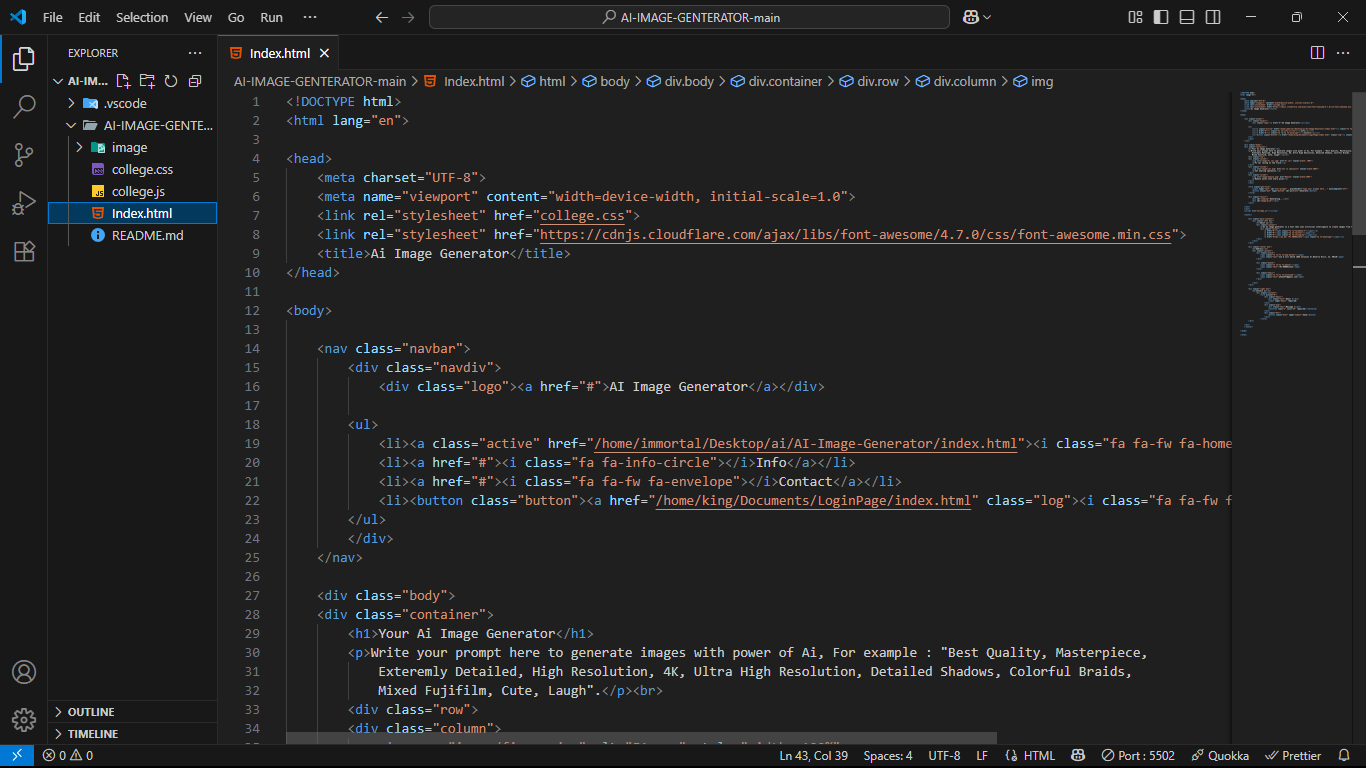 File Edit Selection View Go Run ··· AI-IMAGE-GENTERATOR-main
EXPLORER ···
AI-IM...
.vscode
AI-IMAGE-GENTE...
image
college.css
college.js
Index.html
README.md
OUTLINE
TIMELINE
Index.html
AI-IMAGE-GENTERATOR-main > Index.html > html > body > div.body > div.container > div.row > div.column > img
1 <!DOCTYPE html>
2 <html lang="en">
3
4 <head>
5 <meta charset="UTF-8">
6 <meta name="viewport" content="width=device-width, initial-scale=1.0">
7 <link rel="stylesheet" href="college.css">
8 <link rel="stylesheet" href="https://cdnjs.cloudflare.com/ajax/libs/font-awesome/4.7.0/css/font-awesome.min.css">
9 <title>Ai Image Generator</title>
10 </head>
11
12 <body>
13
14 <nav class="navbar">
15 <div class="navdiv">
16 <div class="logo"><a href="#">AI Image Generator</a></div>
17
18 <ul>
19 <li><a class="active" href="/home/immortal/Desktop/ai/AI-Image-Generator/index.html"><i class="fa fa-fw fa-home
20 <li><a href="#"><i class="fa fa-info-circle"></i>Info</a></li>
21 <li><a href="#"><i class="fa fa-fw fa-envelope"></i>Contact</a></li>
22 <li><button class="button"><a href="/home/king/Documents/LoginPage/index.html" class="log"><i class="fa fa-fw f
23 </ul>
24 </div>
25 </nav>
26
27 <div class="body">
28 <div class="container">
29 <h1>Your Ai Image Generator</h1>
30 <p>Write your prompt here to generate images with power of Ai, For example : "Best Quality, Masterpiece,
31 Exteremly Detailed, High Resolution, 4K, Ultra High Resolution, Detailed Shadows, Colorful Braids,
32 Mixed Fujifilm, Cute, Laugh".</p><br>
33 <div class="row">
34 <div class="column">
0 0 Ln 43, Col 39 Spaces: 4 UTF-8 LF HTML Port : 5502 Quokka Prettier